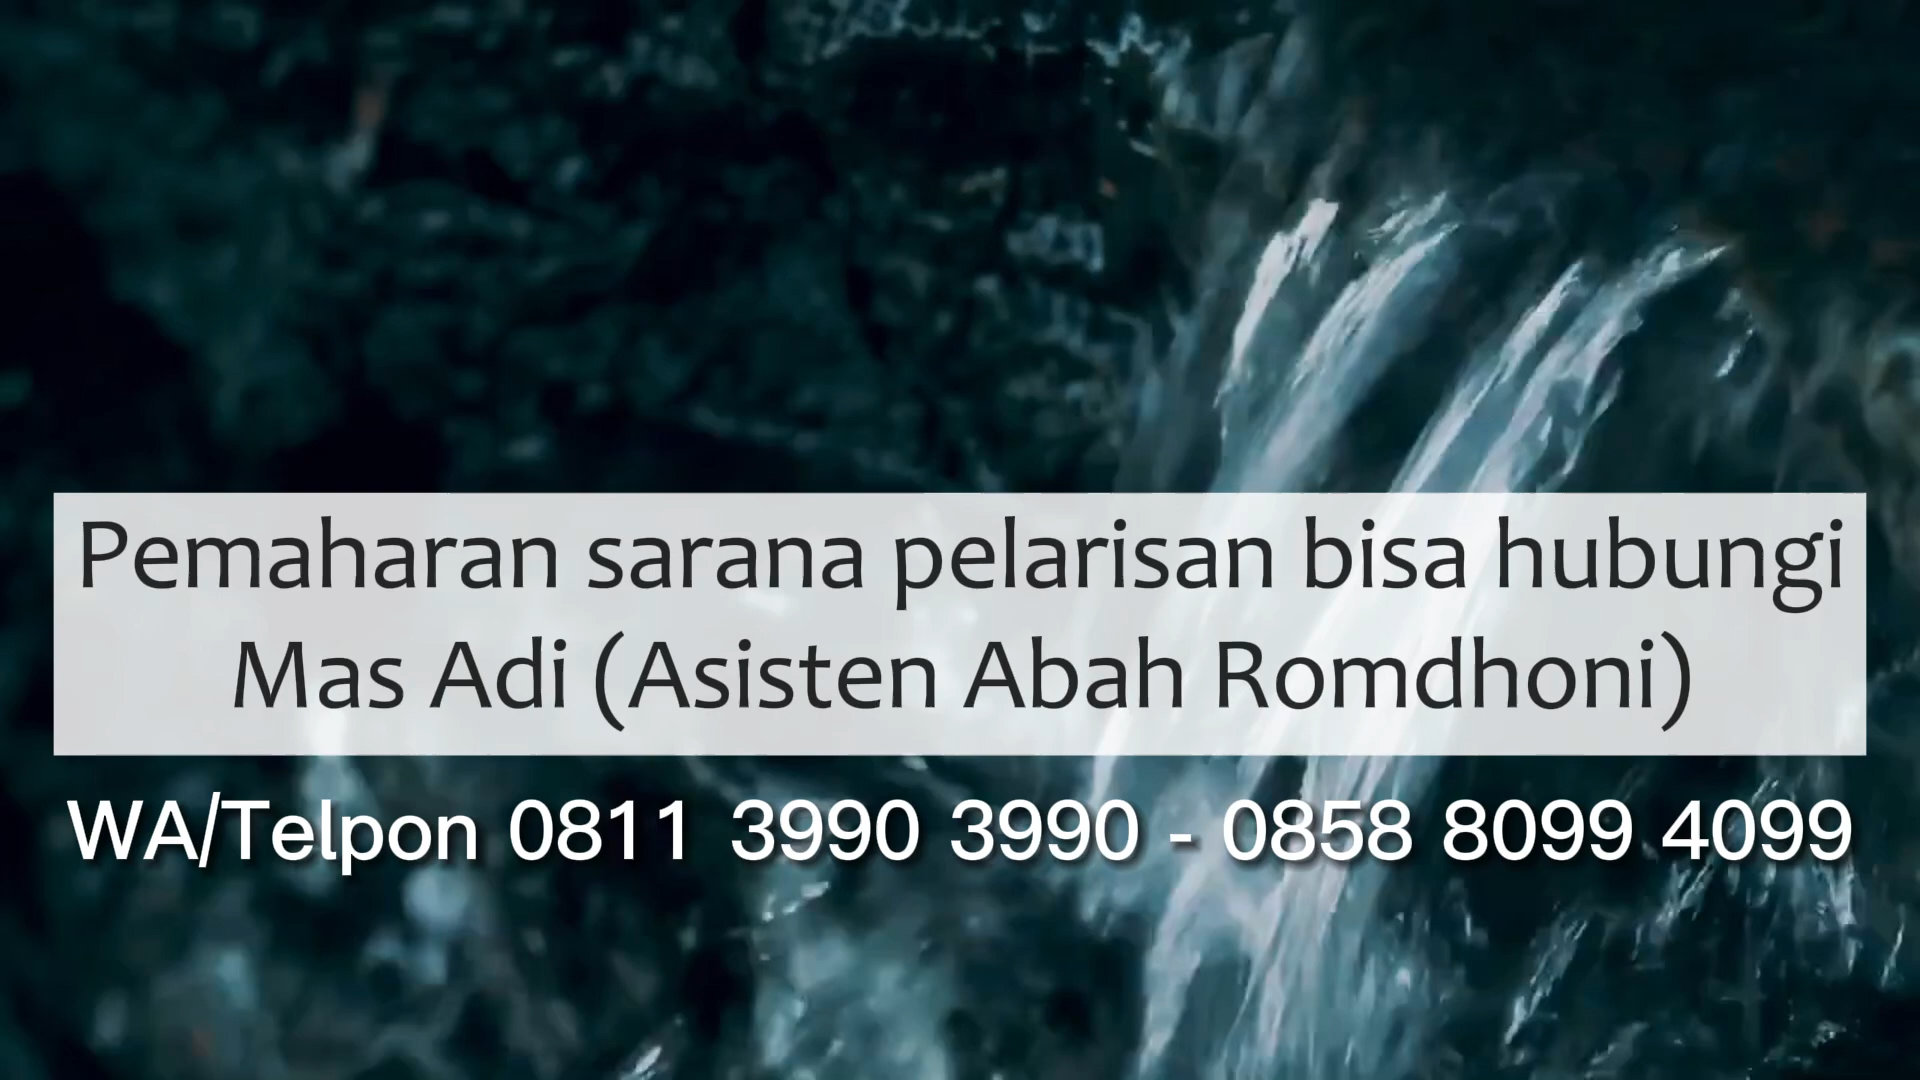 Pemaharan sarana pelarisan bisa hubungi
Mas Adi (Asisten Abah Romdhoni)
WA/Telpon 0811 3990 3990 - 0858 8099 4099